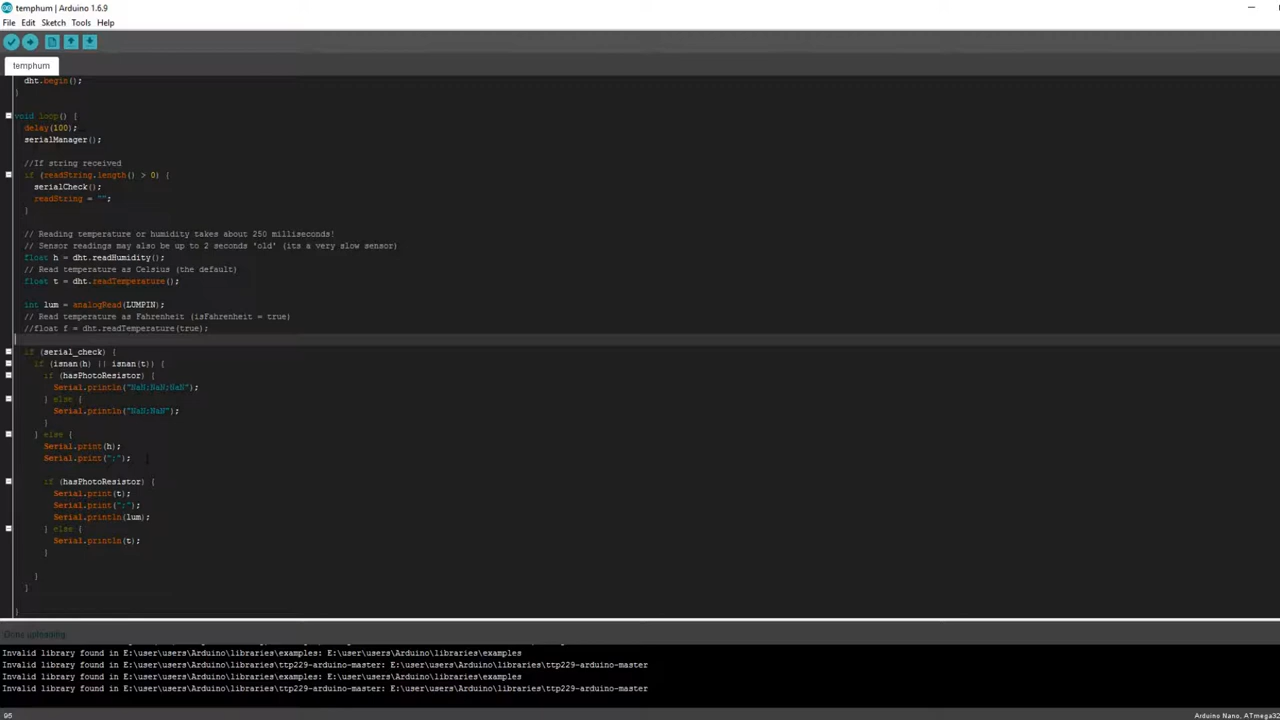 temphum | Arduino 1.6.9
File Edit Sketch Tools Help
temphum
dht.begin();
}
void loop() {
delay(100);
serialManager();
//If string received
if (readString.length() > 0) {
serialCheck();
readString = "";
}
// Reading temperature or humidity takes about 250 milliseconds!
// Sensor readings may also be up to 2 seconds 'old' (its a very slow sensor)
float h = dht.readHumidity();
// Read temperature as Celsius (the default)
float t = dht.readTemperature();
int lum = analogRead(LUMPIN);
// Read temperature as Fahrenheit (isFahrenheit = true)
//float f = dht.readTemperature(true);
if (serial_check) {
if (isnan(h) || isnan(t)) {
if (hasPhotoResistor) {
Serial.println("NaN;NaN;NaN");
} else {
Serial.println("NaN;NaN");
}
} else {
Serial.print(h);
Serial.print(";");
if (hasPhotoResistor) {
Serial.print(t);
Serial.print(";");
Serial.println(lum);
} else {
Serial.println(t);
}
}
}
}
Done uploading
Invalid library found in E:\user\users\Arduino\libraries\examples: E:\user\users\Arduino\libraries\examples
Invalid library found in E:\user\users\Arduino\libraries\ttp229-arduino-master: E:\user\users\Arduino\libraries\ttp229-arduino-master
Invalid library found in E:\user\users\Arduino\libraries\examples: E:\user\users\Arduino\libraries\examples
Invalid library found in E:\user\users\Arduino\libraries\ttp229-arduino-master: E:\user\users\Arduino\libraries\ttp229-arduino-master
95 Arduino Nano, ATmega32